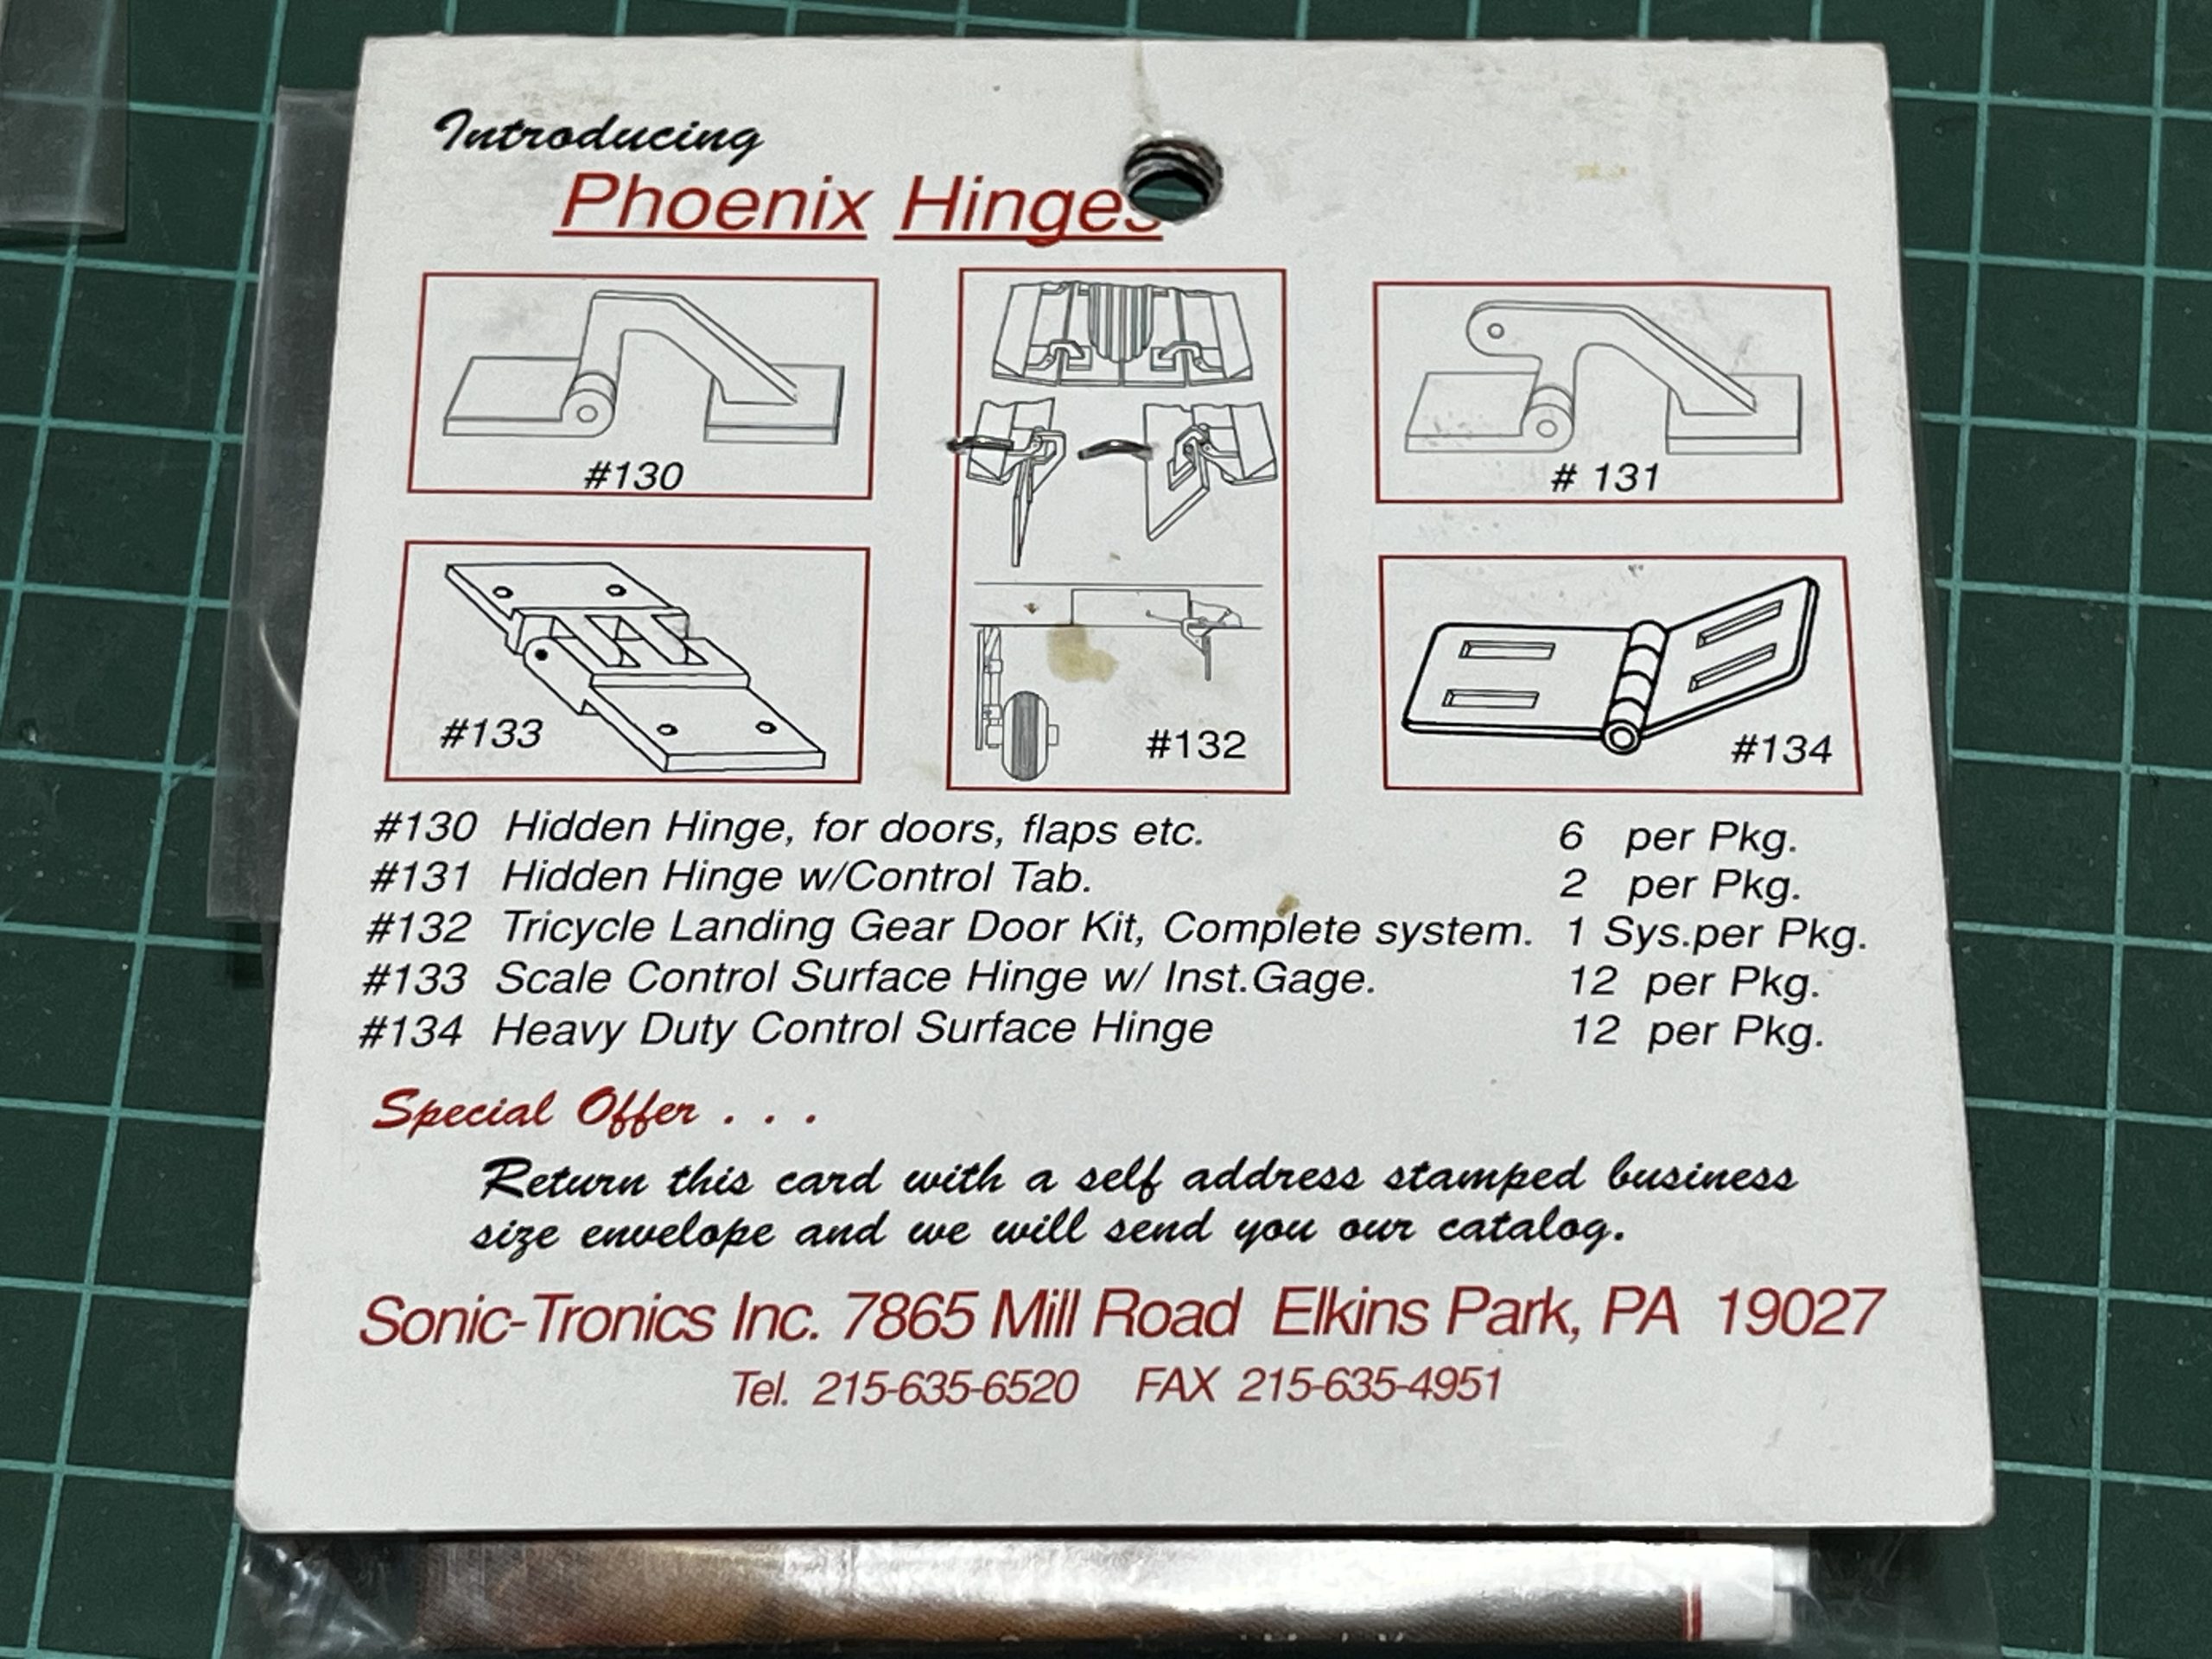 Introducing
Phoenix Hinges
#130
# 131
#133
#132
#134
#130 Hidden Hinge, for doors, flaps etc. 6 per Pkg.
#131 Hidden Hinge w/Control Tab. 2 per Pkg.
#132 Tricycle Landing Gear Door Kit, Complete system. 1 Sys.per Pkg.
#133 Scale Control Surface Hinge w/ Inst.Gage. 12 per Pkg.
#134 Heavy Duty Control Surface Hinge 12 per Pkg.
Special Offer . . .
Return this card with a self address stamped business
size envelope and we will send you our catalog.
Sonic-Tronics Inc. 7865 Mill Road Elkins Park, PA 19027
Tel. 215-635-6520 FAX 215-635-4951